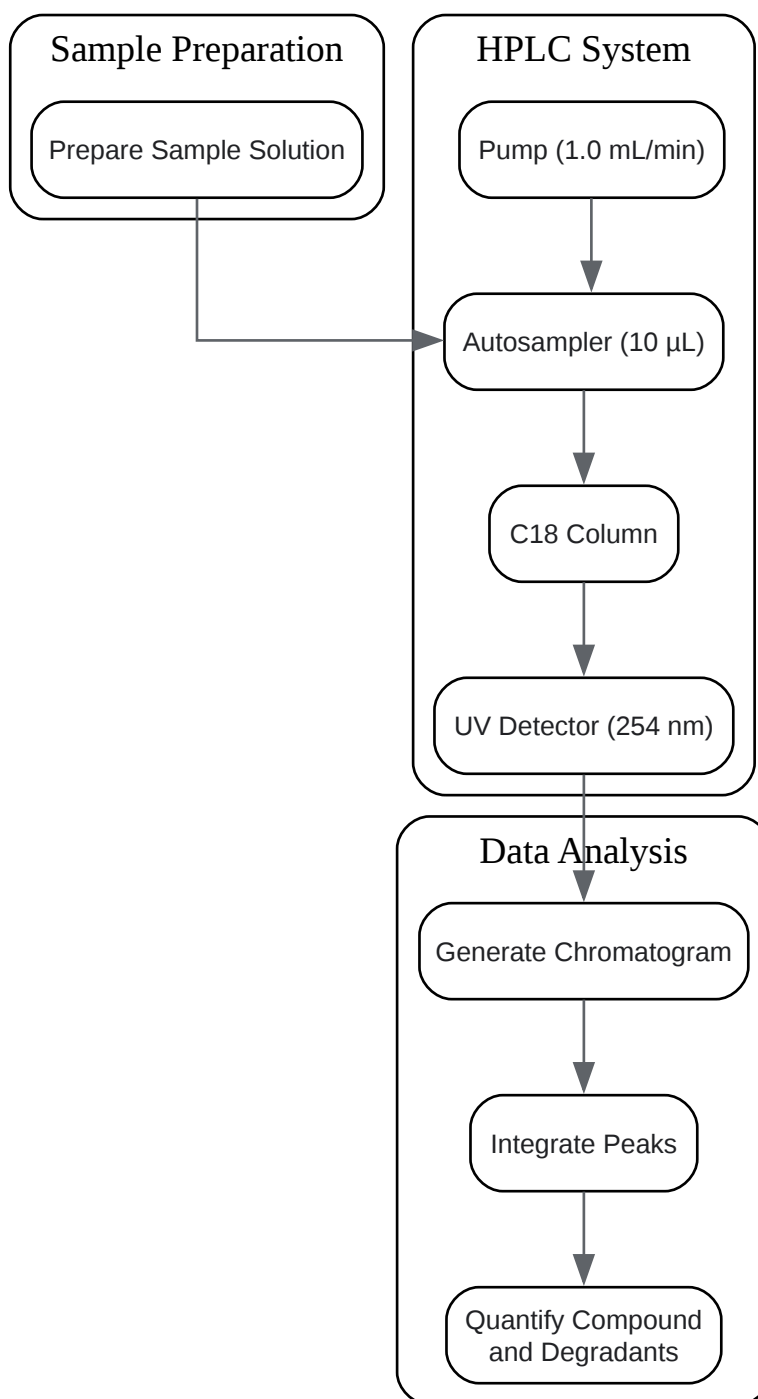 Sample Preparation
Prepare Sample Solution
HPLC System
Pump (1.0 mL/min)
Autosampler (10 µL)
C18 Column
UV Detector (254 nm)
Data Analysis
Generate Chromatogram
Integrate Peaks
Quantify Compound
and Degradants